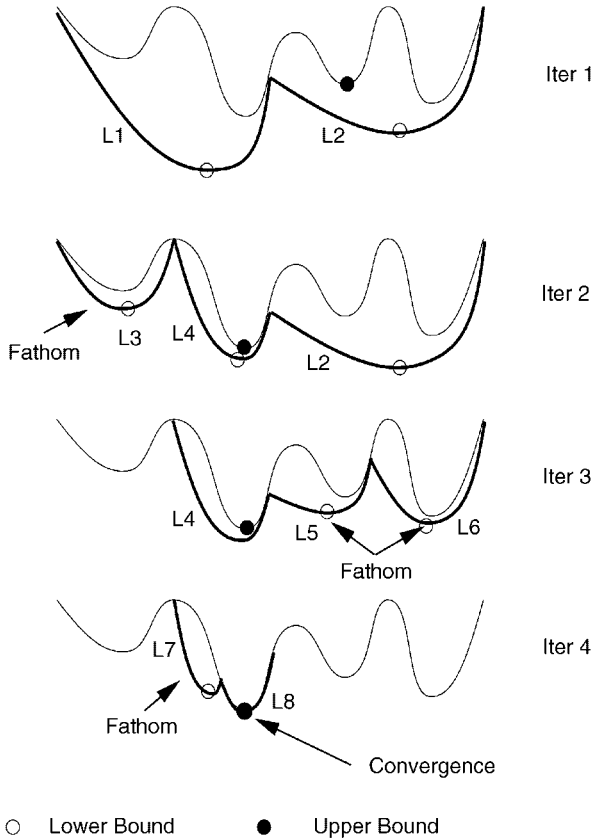 Iter 1
L1
L2
Iter 2
L3
L4
L2
Fathom
Iter 3
L4
L5
L6
Fathom
Iter 4
L7
L8
Fathom
Convergence
Lower Bound
Upper Bound